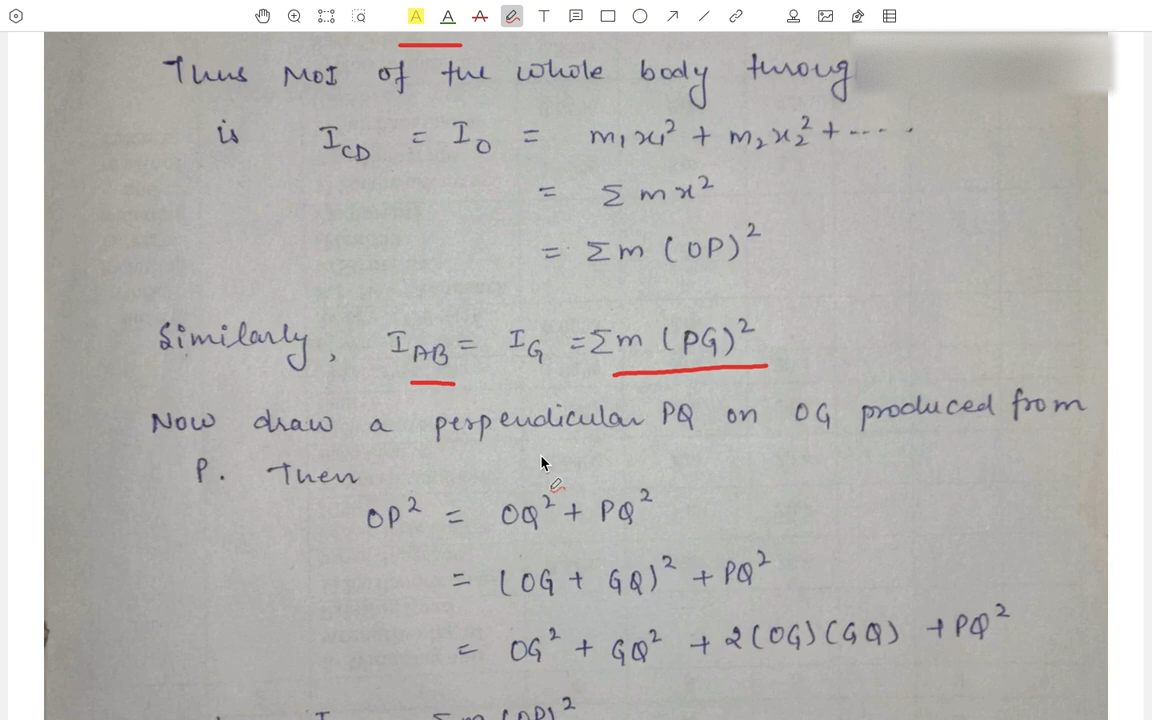 Thus MOI of the whole body throug
is I_CD = I_O = m₁x₁² + m₂x₂² + ----.
= Σ m x²
= Σm (OP)²
Similarly, I_AB = I_G = Σm (PG)²
Now draw a perpendicular PQ on OG produced from
P. Then
OP² = OQ² + PQ²
= (OG + GQ)² + PQ²
= OG² + GQ² + 2(OG)(GQ) + PQ²